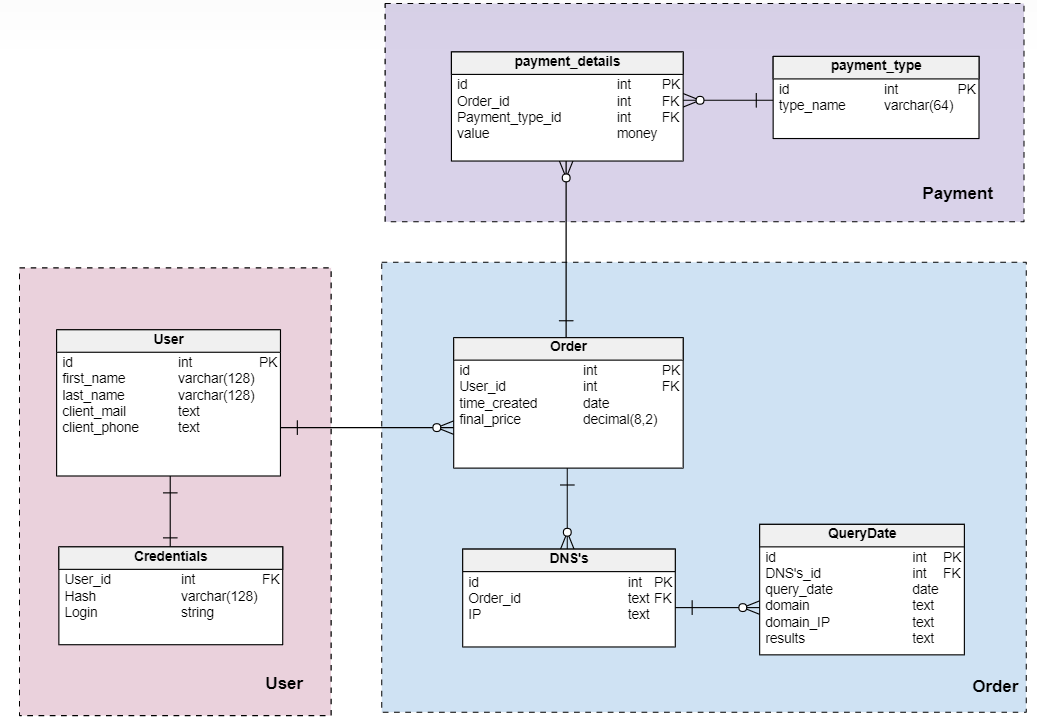 payment_details
id int PK
Order_id int FK
Payment_type_id int FK
value money
payment_type
id int PK
type_name varchar(64)
Payment
User
id int PK
first_name varchar(128)
last_name varchar(128)
client_mail text
client_phone text
Credentials
User_id int FK
Hash varchar(128)
Login string
User
Order
id int PK
User_id int FK
time_created date
final_price decimal(8,2)
DNS's
id int PK
Order_id text FK
IP text
QueryDate
id int PK
DNS's_id int FK
query_date date
domain text
domain_IP text
results text
Order